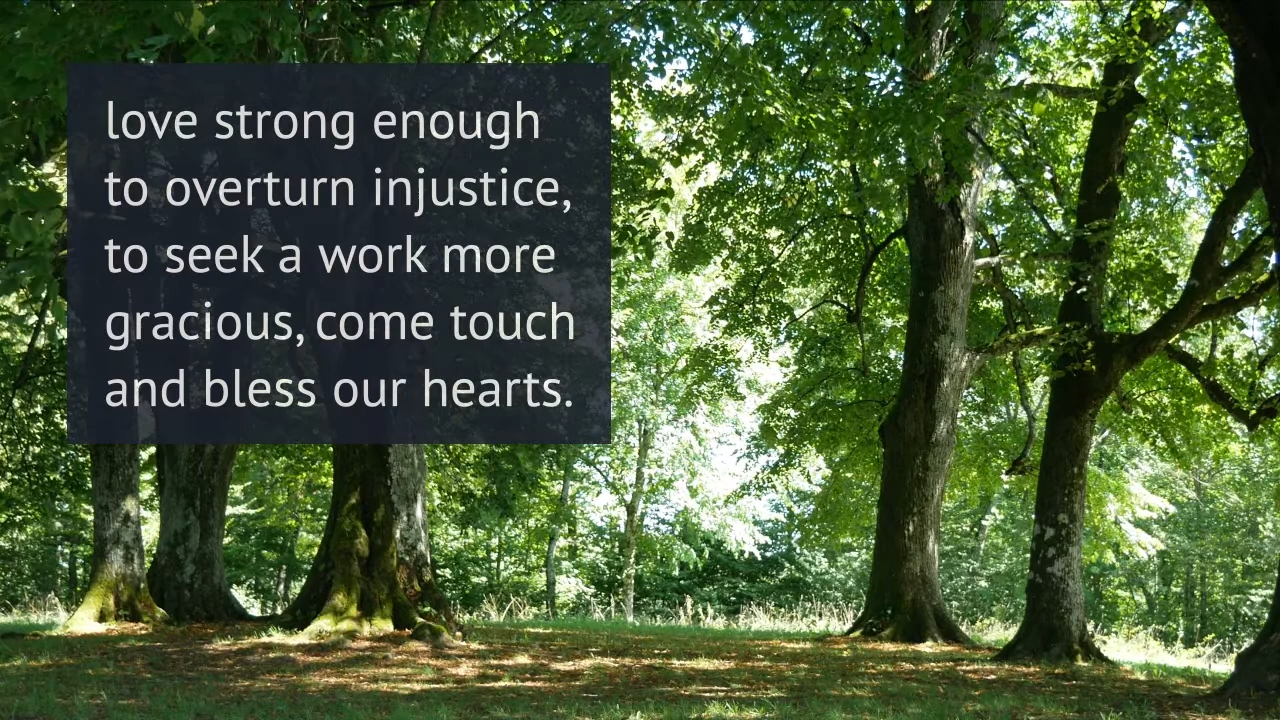 love strong enough
to overturn injustice,
to seek a work more
gracious, come touch
and bless our hearts.